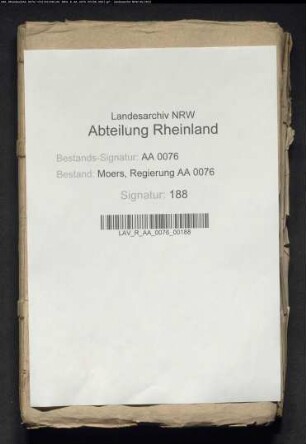 Landesarchiv NRW
Abteilung Rheinland
Bestands-Signatur: AA 0076
Bestand: Moers, Regierung AA 0076
Signatur: 188
LAV_R_AA_0076_00188